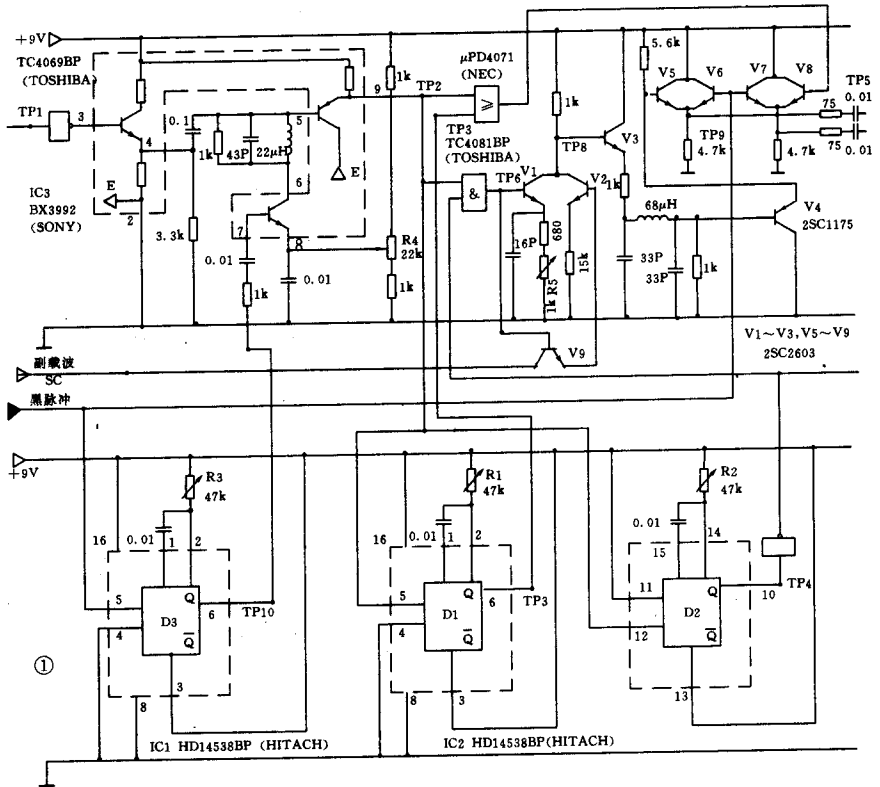 +9V
TC4069BP
(TOSHIBA)
TP1
3
4
0.1
1k
43P
22μH
5
9
TP2
1k
μPD4071
(NEC)
≥
TP3
TC4081BP
(TOSHIBA)
&
TP6
V1
1k
TP8
V2
V3
5.6k
V5
V6
V7
V8
TP5
75
0.01
TP9
4.7k
4.7k
75
0.01
E
IC3
BX3992
(SONY)
2
3.3k
E
6
7
8
0.01
1k
0.01
R4
22k
1k
16P
680
R5
1k
15k
1k
68μH
33P
33P
1k
V4
2SC1175
V9
V1～V3,V5～V9
2SC2603
副载波
SC
黑脉冲
+9V
16
R3
47k
0.01
1
2
5
4
D3
Q
Q̅
6
TP10
3
8
IC1 HD14538BP (HITACH)
16
R1
47k
0.01
1
2
5
4
D1
Q
Q̅
6
TP3
3
8
IC2 HD14538BP(HITACH)
R2
47k
0.01
14
15
11
12
D2
Q
Q̅
10
TP4
13
①